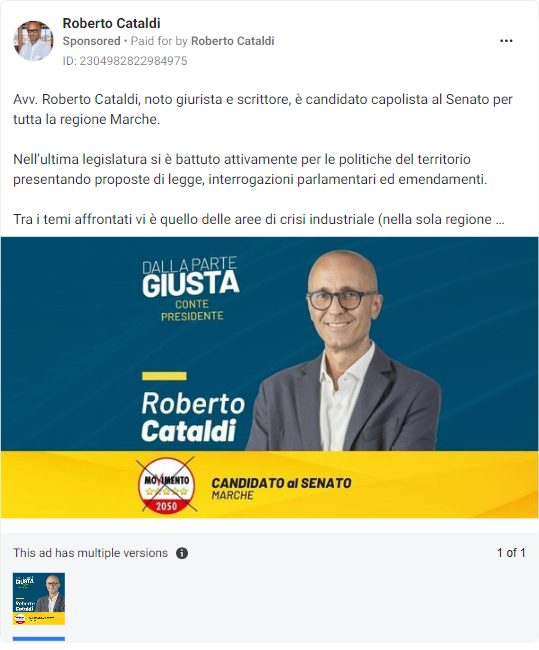 Roberto Cataldi
Sponsored • Paid for by Roberto Cataldi
ID: 2304982822984975
Avv. Roberto Cataldi, noto giurista e scrittore, è candidato capolista al Senato per
tutta la regione Marche.
Nell'ultima legislatura si è battuto attivamente per le politiche del territorio
presentando proposte di legge, interrogazioni parlamentari ed emendamenti.
Tra i temi affrontati vi è quello delle aree di crisi industriale (nella sola regione ...
DALLA PARTE
GIUSTA
CONTE
PRESIDENTE
Roberto
Cataldi
MOVIMENTO
2050
CANDIDATO al SENATO
MARCHE
This ad has multiple versions
1 of 1
GIUSTA
Roberto
Cataldi